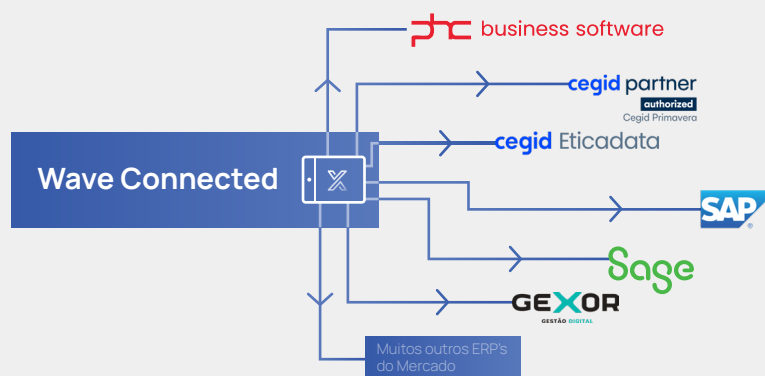 phc business software
cegid partner
authorized
Cegid Primavera
cegid Eticadata
Wave Connected
X
SAP
®
Sage
GEXOR
GESTÃO DIGITAL
Muitos outros ERP's
do Mercado